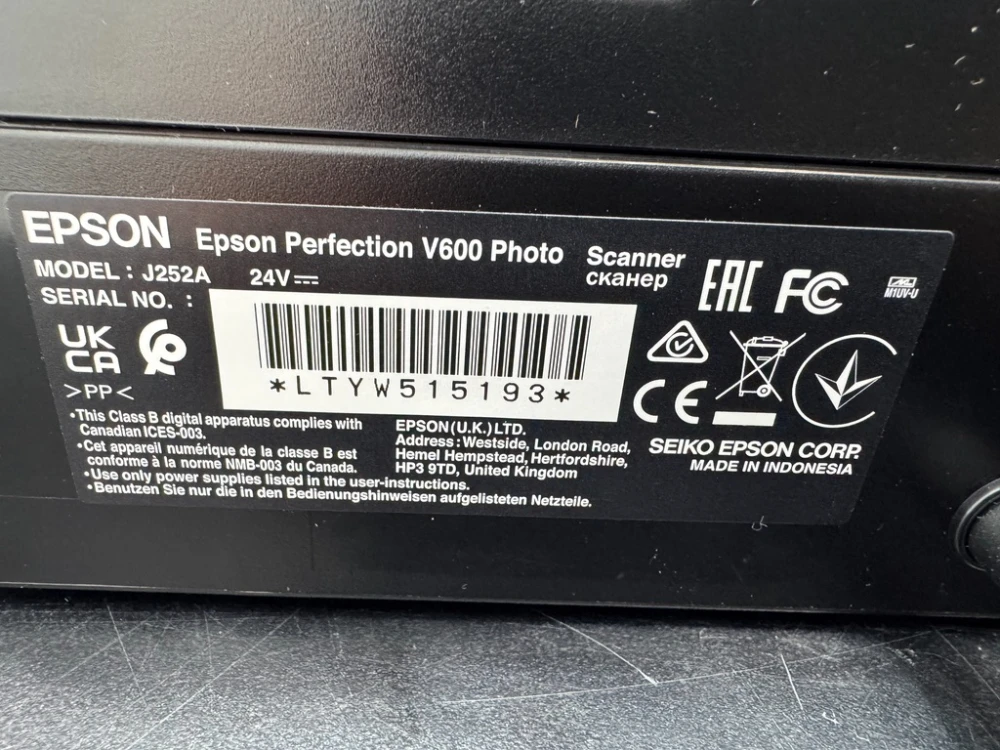 EPSON Epson Perfection V600 Photo Scanner
сканер
MODEL : J252A 24V
SERIAL NO. :
EAC FC
M1UV-U
UK
CA
>PP<
*LTYW515193*
CE
•This Class B digital apparatus complies with
Canadian ICES-003.
•Cet appareil numérique de la classe B est
conforme à la norme NMB-003 du Canada.
•Use only power supplies listed in the user-instructions.
•Benutzen Sie nur die in den Bedienungshinweisen aufgelisteten Netzteile.
EPSON(U.K.)LTD.
Address:Westside, London Road,
Hemel Hempstead, Hertfordshire,
HP3 9TD, United Kingdom
SEIKO EPSON CORP.
MADE IN INDONESIA